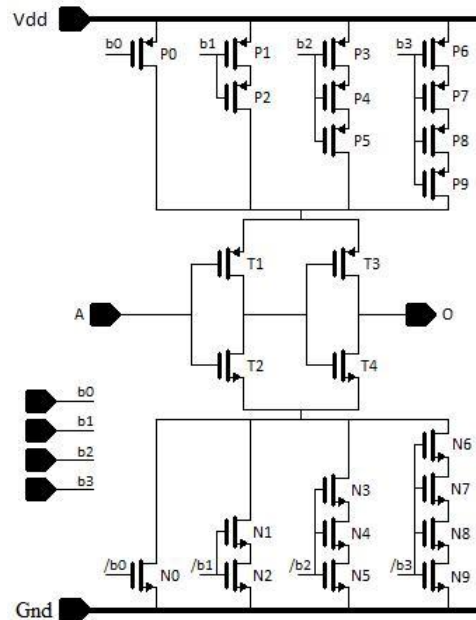 Vdd
b0 P0 b1 P1 b2 P3 b3 P6
P2 P4 P7
P5 P8
P9
T1 T3
A O
T2 T4
b0
b1
b2
b3
N6
N3 N7
N1 N4 N8
/b0 N0 /b1 N2 /b2 N5 /b3 N9
Gnd